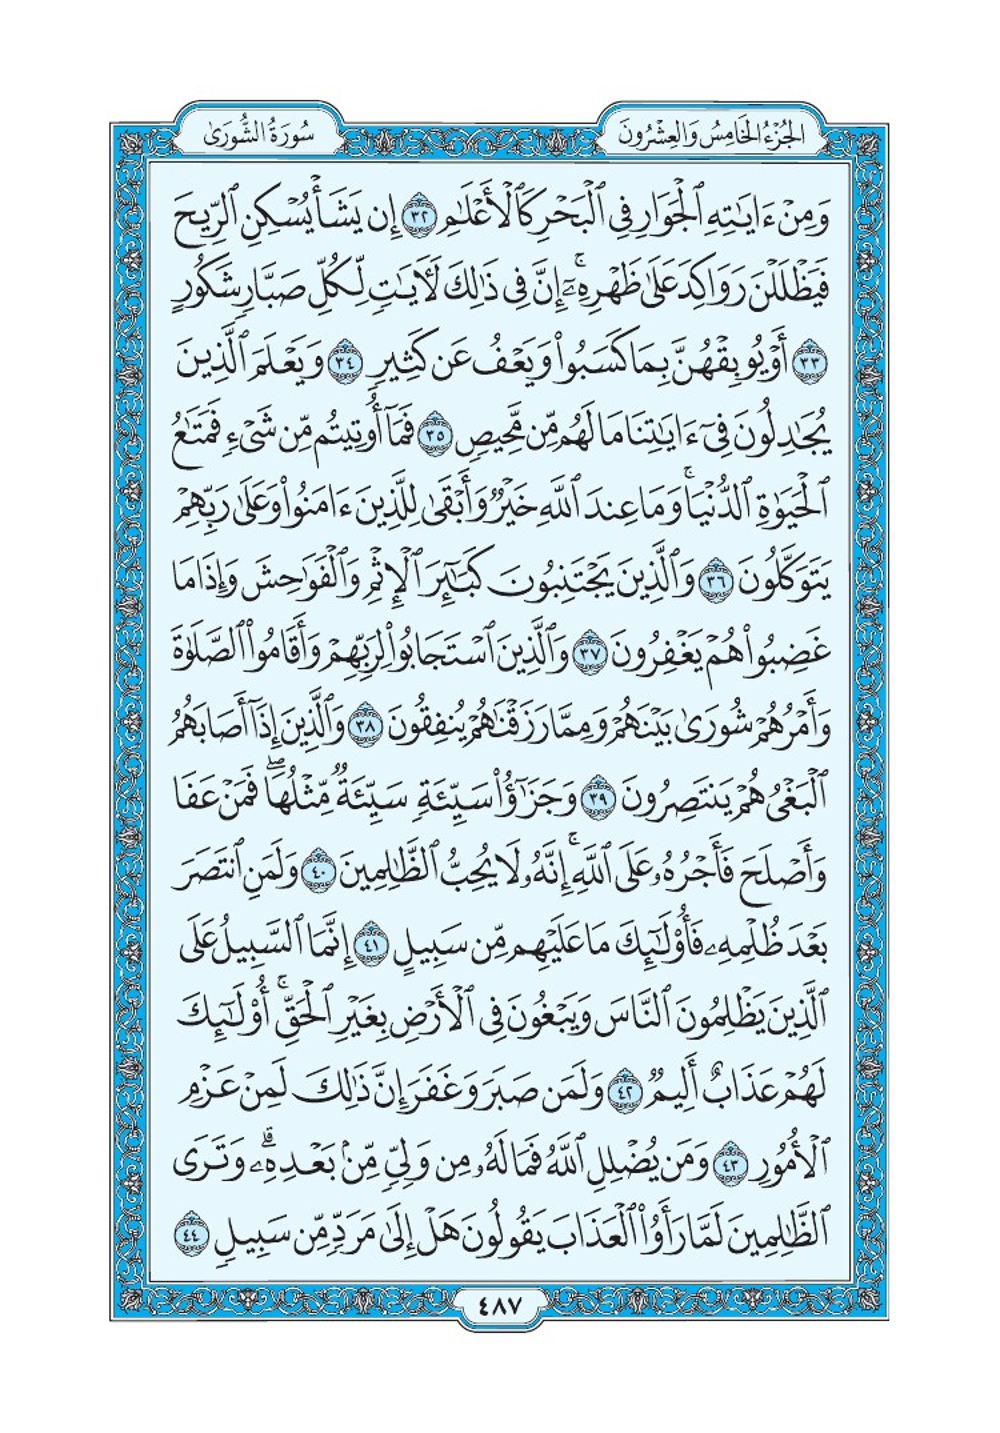 الجُزْءُ الخَامِسُ وَالعِشْرُونَ
سُورَةُ الشُّورَىٰ
وَمِنْ ءَايَٰتِهِ ٱلْجَوَارِ فِى ٱلْبَحْرِ كَٱلْأَعْلَٰمِ ٣٢ إِن يَشَأْ يُسْكِنِ ٱلرِّيحَ
فَيَظْلَلْنَ رَوَاكِدَ عَلَىٰ ظَهْرِهِۦٓ ۚ إِنَّ فِى ذَٰلِكَ لَـَٔايَٰتٍ لِّكُلِّ صَبَّارٍ شَكُورٍ
٣٣ أَوْ يُوبِقْهُنَّ بِمَا كَسَبُوا۟ وَيَعْفُ عَن كَثِيرٍ ٣٤ وَيَعْلَمَ ٱلَّذِينَ
يُجَٰدِلُونَ فِىٓ ءَايَٰتِنَا مَا لَهُم مِّن مَّحِيصٍ ٣٥ فَمَآ أُوتِيتُم مِّن شَىْءٍ فَمَتَٰعُ
ٱلْحَيَوٰةِ ٱلدُّنْيَا ۚ وَمَا عِندَ ٱللَّهِ خَيْرٌ وَأَبْقَىٰ لِلَّذِينَ ءَامَنُوا۟ وَعَلَىٰ رَبِّهِمْ
يَتَوَكَّلُونَ ٣٦ وَٱلَّذِينَ يَجْتَنِبُونَ كَبَٰٓئِرَ ٱلْإِثْمِ وَٱلْفَوَٰحِشَ وَإِذَا مَا
غَضِبُوا۟ هُمْ يَغْفِرُونَ ٣٧ وَٱلَّذِينَ ٱسْتَجَابُوا۟ لِرَبِّهِمْ وَأَقَامُوا۟ ٱلصَّلَوٰةَ
وَأَمْرُهُمْ شُورَىٰ بَيْنَهُمْ وَمِمَّا رَزَقْنَٰهُمْ يُنفِقُونَ ٣٨ وَٱلَّذِينَ إِذَآ أَصَابَهُمُ
ٱلْبَغْىُ هُمْ يَنتَصِرُونَ ٣٩ وَجَزَٰٓؤُا۟ سَيِّئَةٍ سَيِّئَةٌ مِّثْلُهَا ۖ فَمَنْ عَفَا
وَأَصْلَحَ فَأَجْرُهُۥ عَلَى ٱللَّهِ ۚ إِنَّهُۥ لَا يُحِبُّ ٱلظَّٰلِمِينَ ٤٠ وَلَمَنِ ٱنتَصَرَ
بَعْدَ ظُلْمِهِۦ فَأُو۟لَٰٓئِكَ مَا عَلَيْهِم مِّن سَبِيلٍ ٤١ إِنَّمَا ٱلسَّبِيلُ عَلَى
ٱلَّذِينَ يَظْلِمُونَ ٱلنَّاسَ وَيَبْغُونَ فِى ٱلْأَرْضِ بِغَيْرِ ٱلْحَقِّ ۚ أُو۟لَٰٓئِكَ
لَهُمْ عَذَابٌ أَلِيمٌ ٤٢ وَلَمَن صَبَرَ وَغَفَرَ إِنَّ ذَٰلِكَ لَمِنْ عَزْمِ
ٱلْأُمُورِ ٤٣ وَمَن يُضْلِلِ ٱللَّهُ فَمَا لَهُۥ مِن وَلِىٍّ مِّنۢ بَعْدِهِۦ ۗ وَتَرَى
ٱلظَّٰلِمِينَ لَمَّا رَأَوُا۟ ٱلْعَذَابَ يَقُولُونَ هَلْ إِلَىٰ مَرَدٍّ مِّن سَبِيلٍ ٤٤
٤٨٧